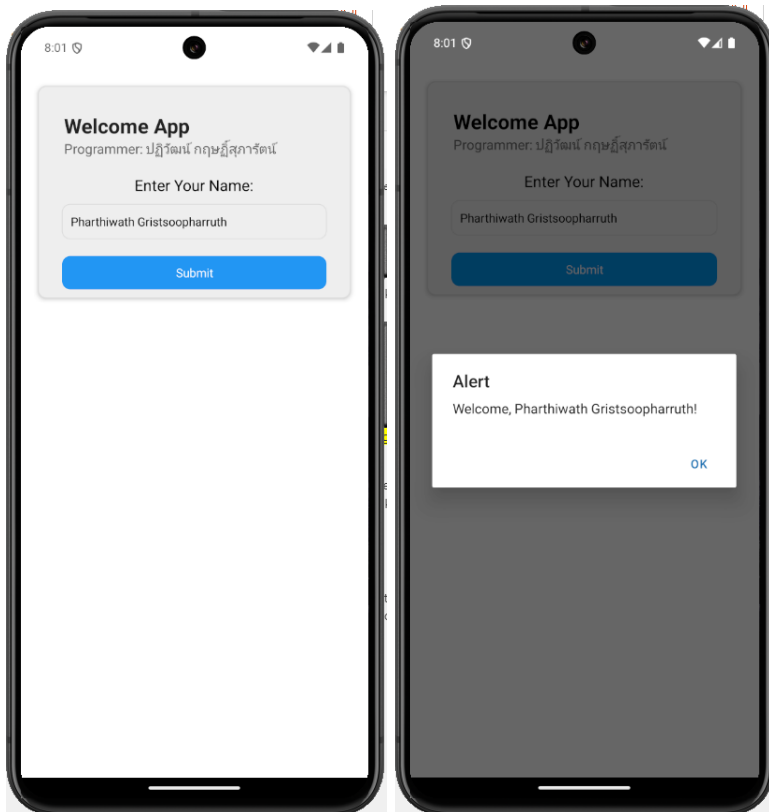 8:01
Welcome App
Programmer: ปฏิวัฒน์ กฤษฏิ์สุภารัตน์
Enter Your Name:
Pharthiwath Gristsoopharruth
Submit
8:01
Welcome App
Programmer: ปฏิวัฒน์ กฤษฏิ์สุภารัตน์
Enter Your Name:
Pharthiwath Gristsoopharruth
Submit
Alert
Welcome, Pharthiwath Gristsoopharruth!
OK